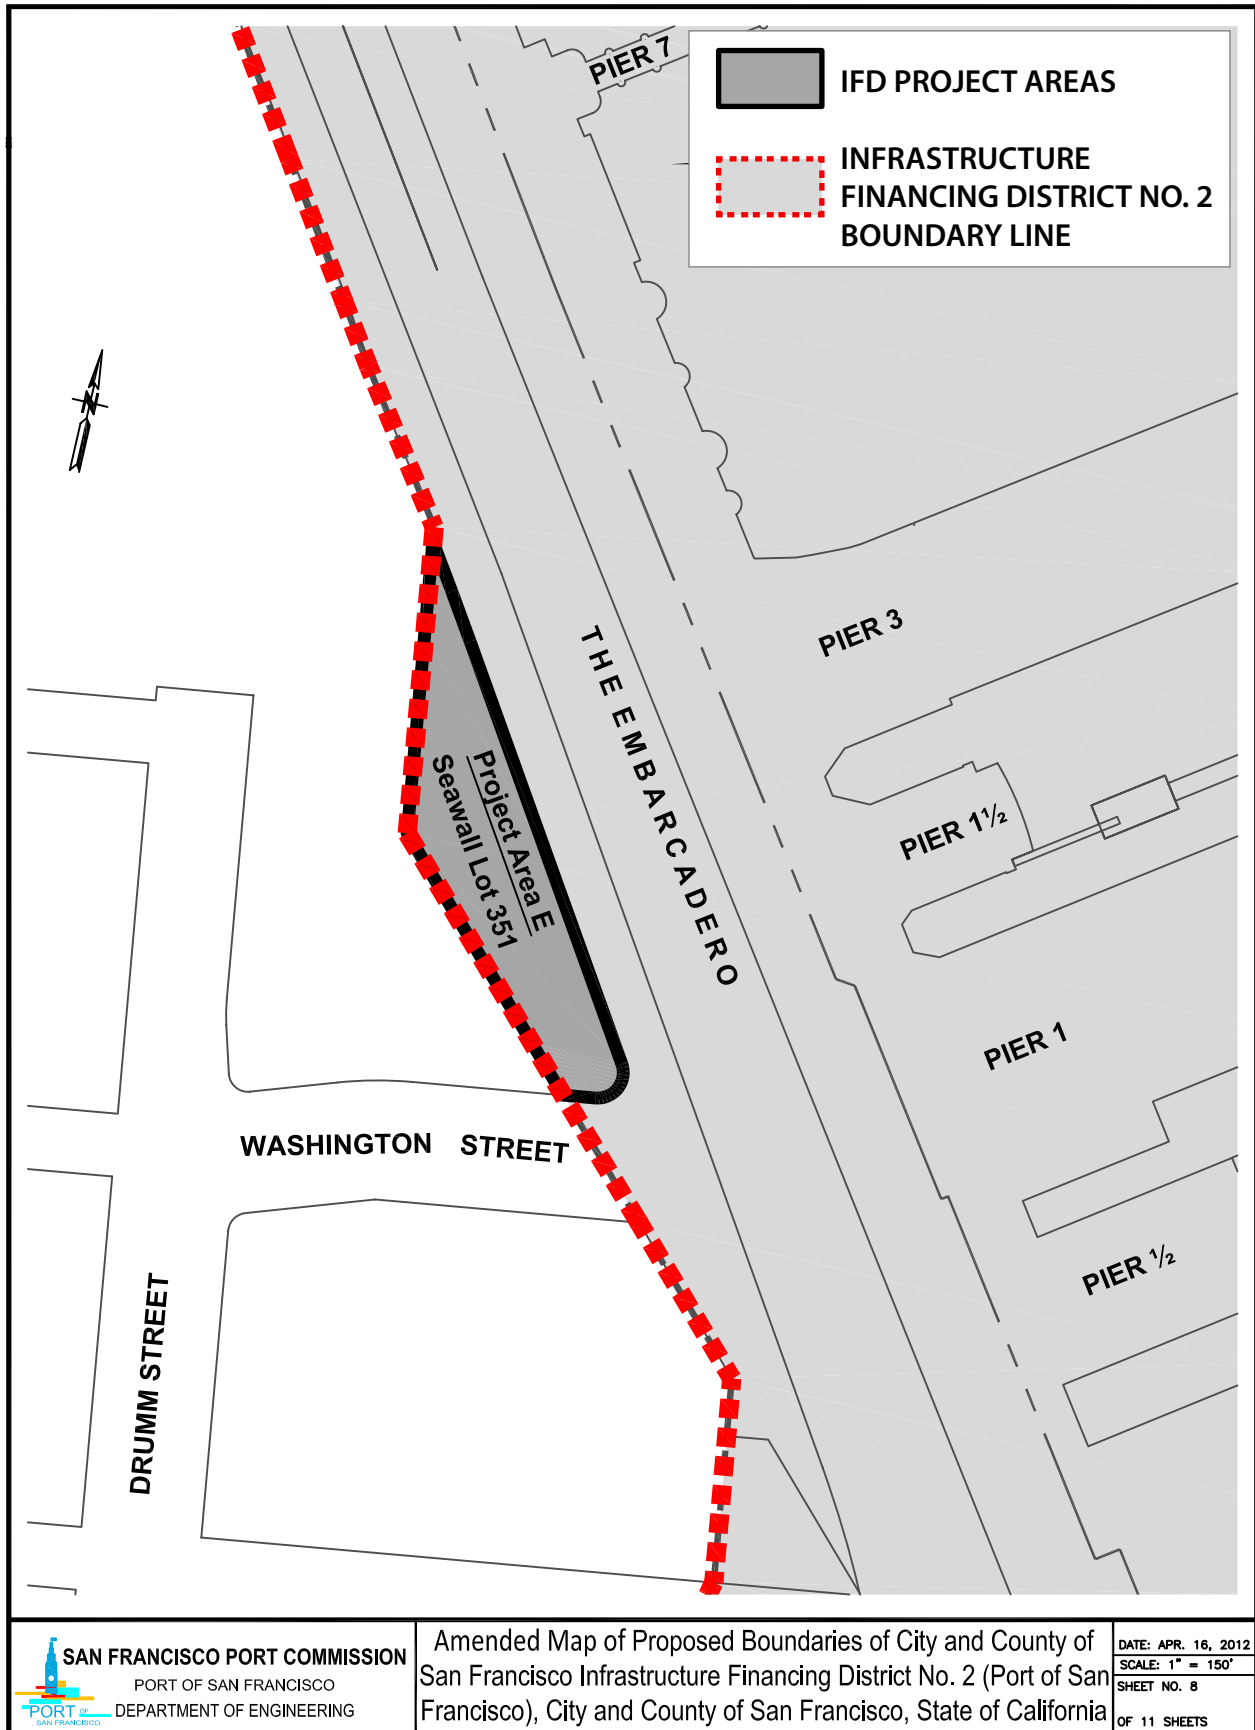 PIER 7
IFD PROJECT AREAS
INFRASTRUCTURE
FINANCING DISTRICT NO. 2
BOUNDARY LINE
N
PIER 3
THE EMBARCADERO
Project Area E
Seawall Lot 351
PIER 1½
PIER 1
WASHINGTON STREET
PIER ½
DRUMM STREET
SAN FRANCISCO PORT COMMISSION
PORT OF SAN FRANCISCO
DEPARTMENT OF ENGINEERING
PORT OF
SAN FRANCISCO
Amended Map of Proposed Boundaries of City and County of
San Francisco Infrastructure Financing District No. 2 (Port of San
Francisco), City and County of San Francisco, State of California
DATE: APR. 16, 2012
SCALE: 1" = 150'
SHEET NO. 8
OF 11 SHEETS